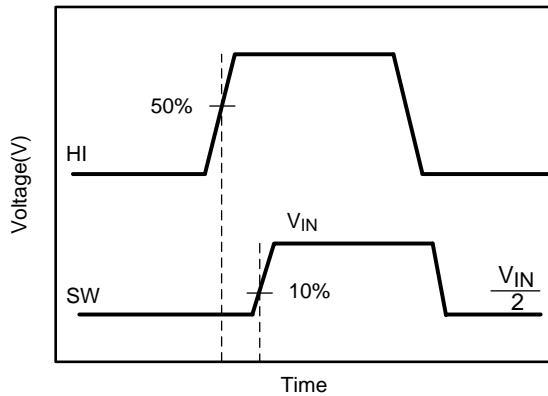 Voltage(V)
50%
HI
V_IN
SW
10%
V_IN
2
Time